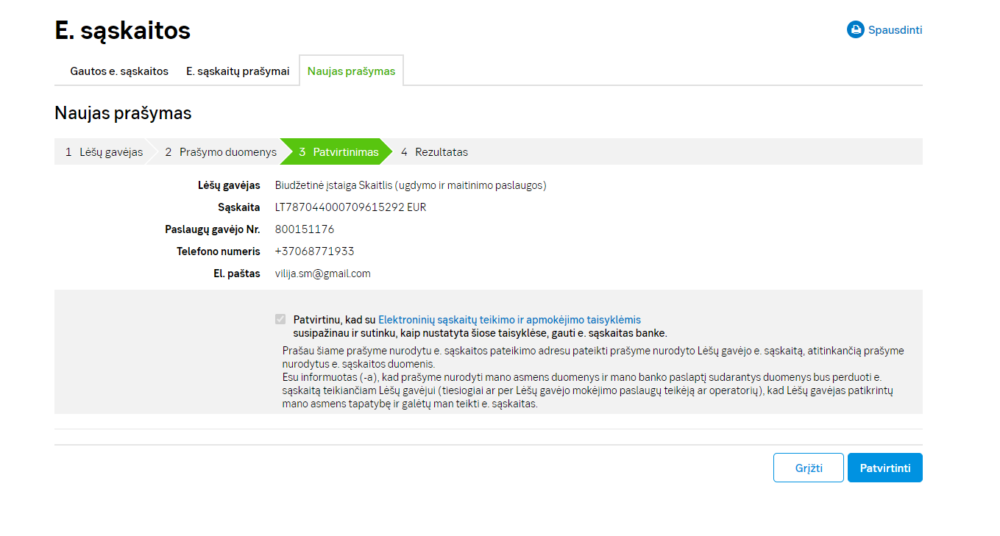 E. sąskaitos
Spausdinti
Gautos e. sąskaitos
E. sąskaitų prašymai
Naujas prašymas
Naujas prašymas
1 Lėšų gavėjas
2 Prašymo duomenys
3 Patvirtinimas
4 Rezultatas
Lėšų gavėjas Biudžetinė įstaiga Skaitlis (ugdymo ir maitinimo paslaugos)
Sąskaita LT787044000709615292 EUR
Paslaugų gavėjo Nr. 800151176
Telefono numeris +37068771933
El. paštas vilija.sm@gmail.com
Patvirtinu, kad su Elektroninių sąskaitų teikimo ir apmokėjimo taisyklėmis
susipažinau ir sutinku, kaip nustatyta šiose taisyklėse, gauti e. sąskaitas banke.
Prašau šiame prašyme nurodytu e. sąskaitos pateikimo adresu pateikti prašyme nurodyto Lėšų gavėjo e. sąskaitą, atitinkančią prašyme
nurodytus e. sąskaitos duomenis.
Esu informuotas (-a), kad prašyme nurodyti mano asmens duomenys ir mano banko paslaptį sudarantys duomenys bus perduoti e.
sąskaitą teikiančiam Lėšų gavėjui (tiesiogiai ar per Lėšų gavėjo mokėjimo paslaugų teikėją ar operatorių), kad Lėšų gavėjas patikrintų
mano asmens tapatybę ir galėtų man teikti e. sąskaitas.
Grįžti
Patvirtinti